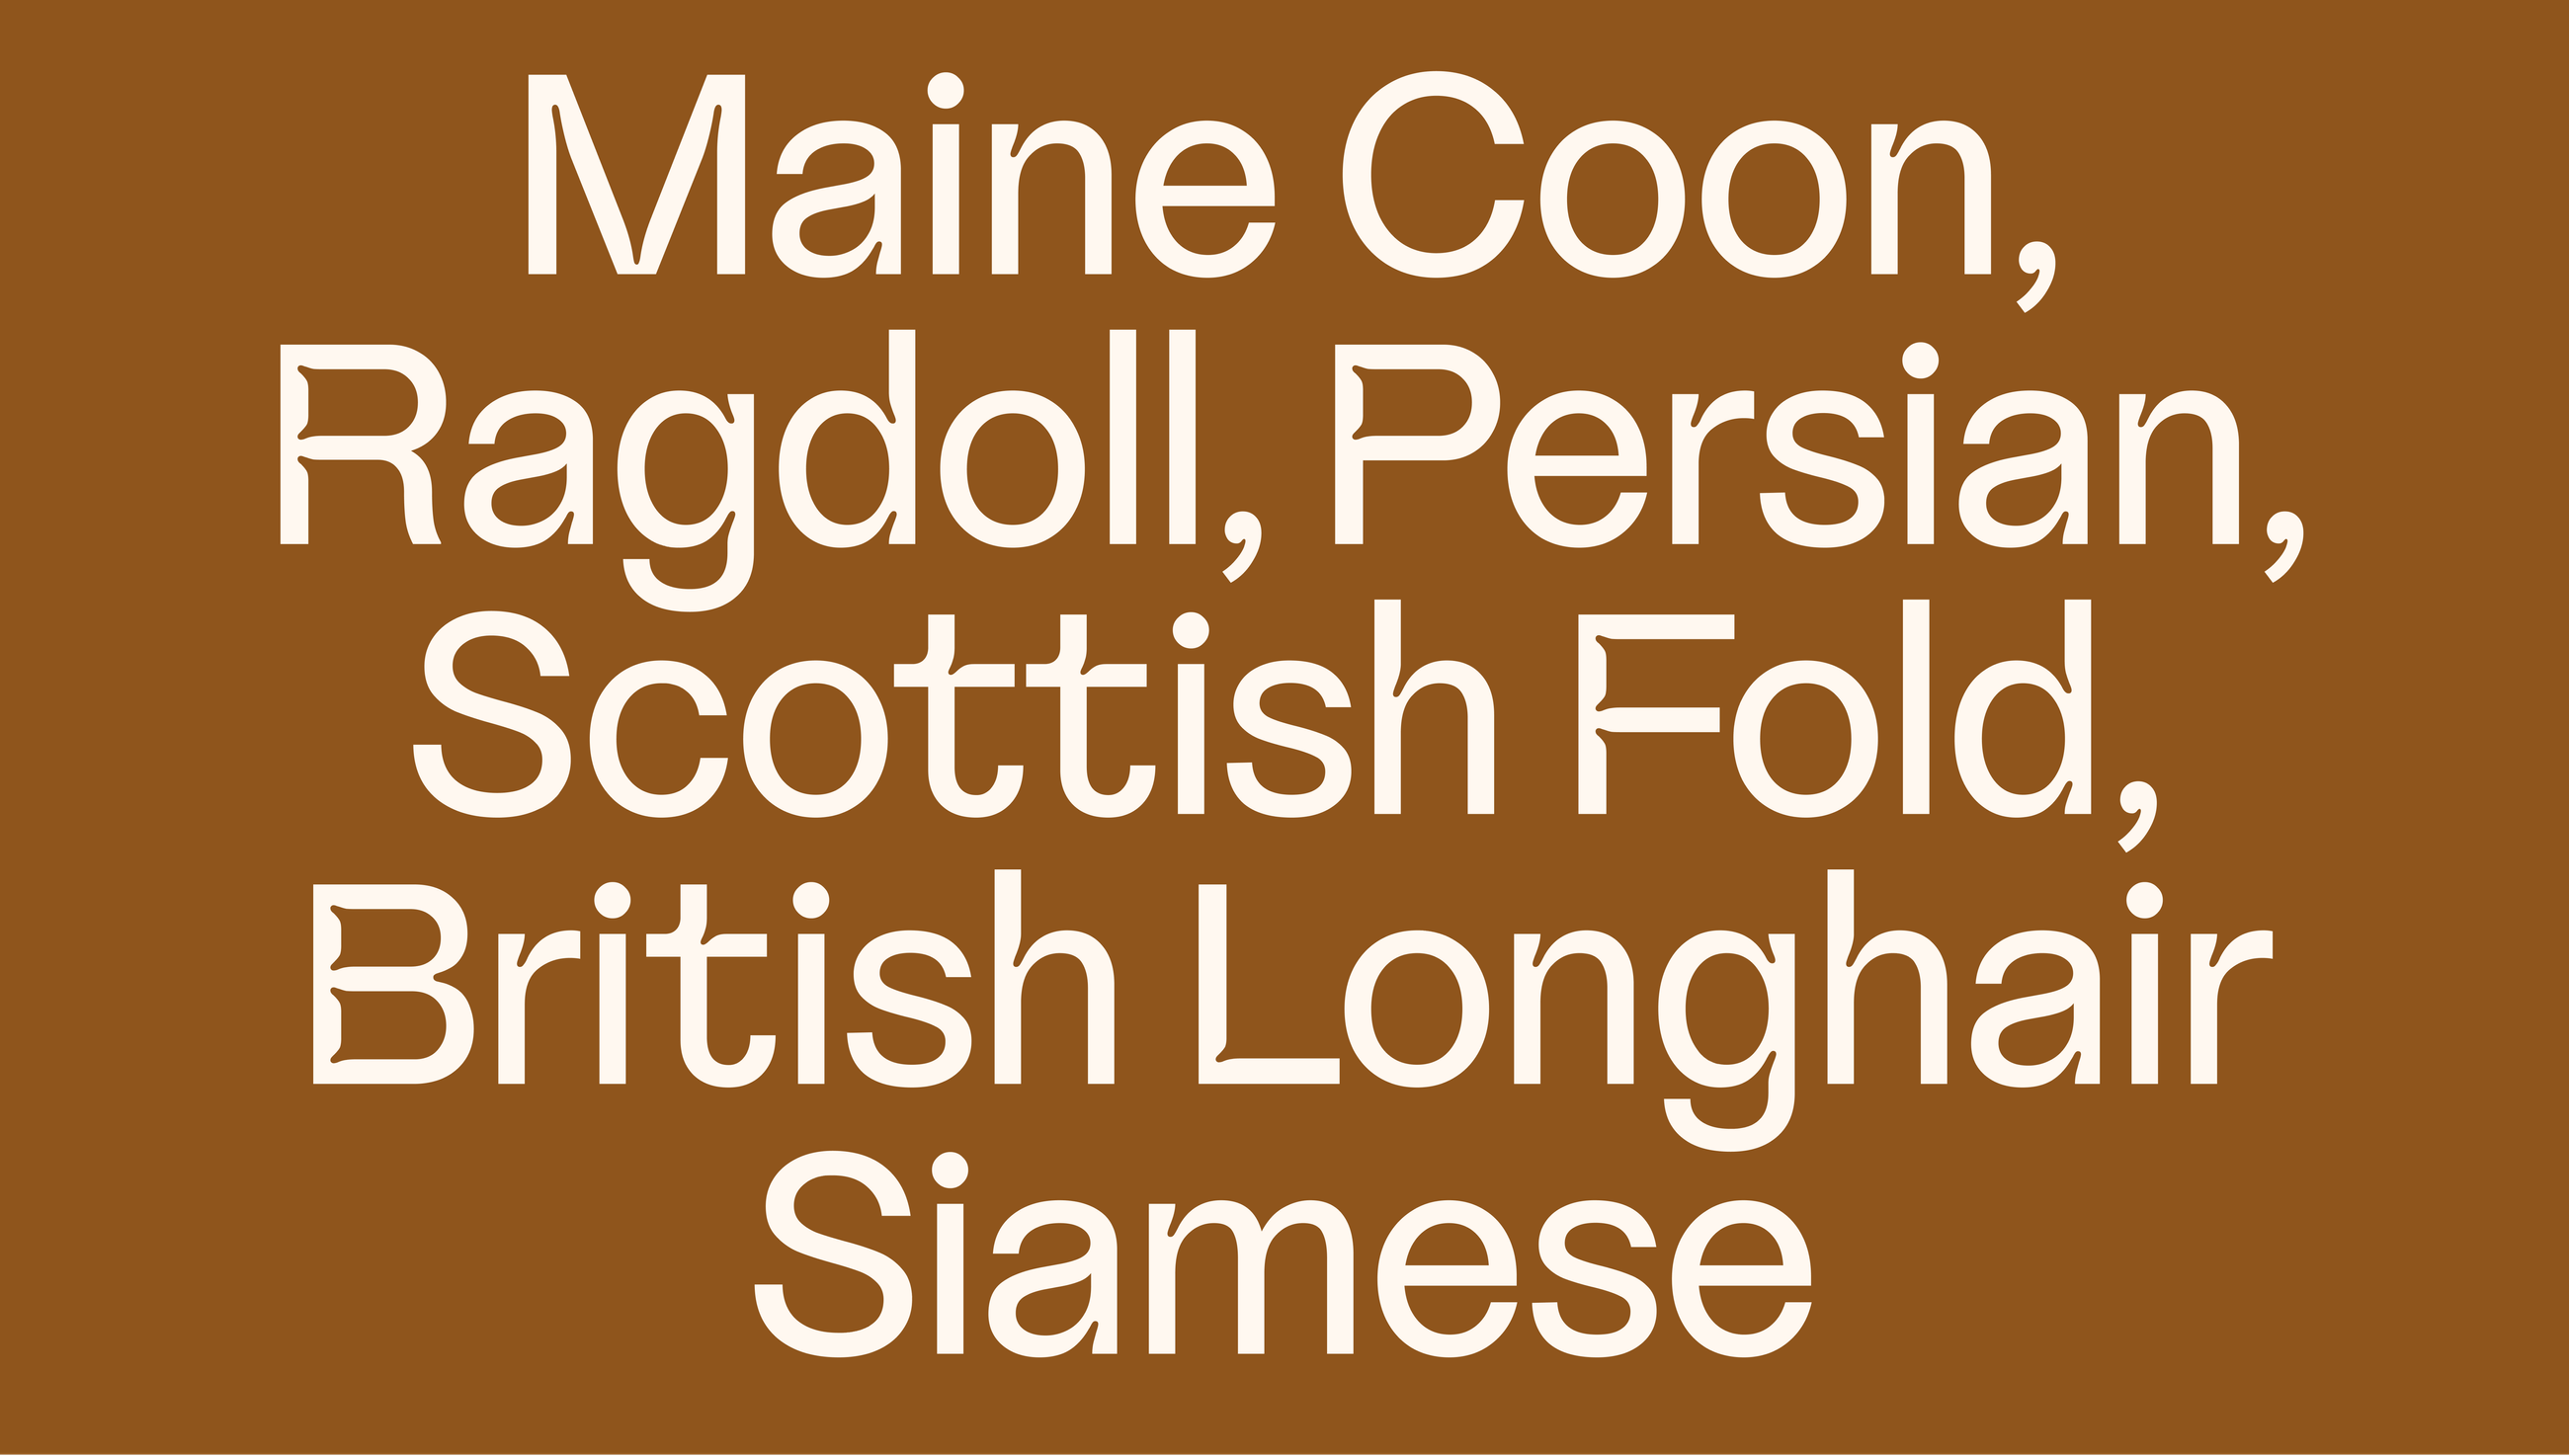 Maine Coon,
Ragdoll, Persian,
Scottish Fold,
British Longhair
Siamese